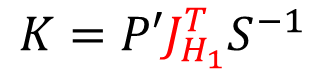 K = P′J_{H_1}^T S^{−1}